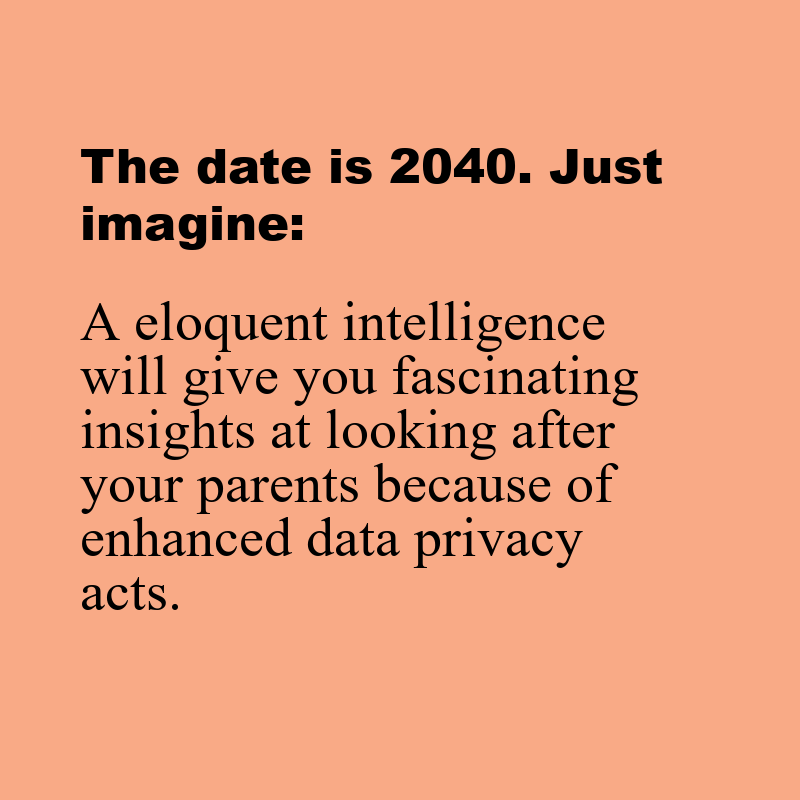 The date is 2040. Just
imagine:
A eloquent intelligence
will give you fascinating
insights at looking after
your parents because of
enhanced data privacy
acts.